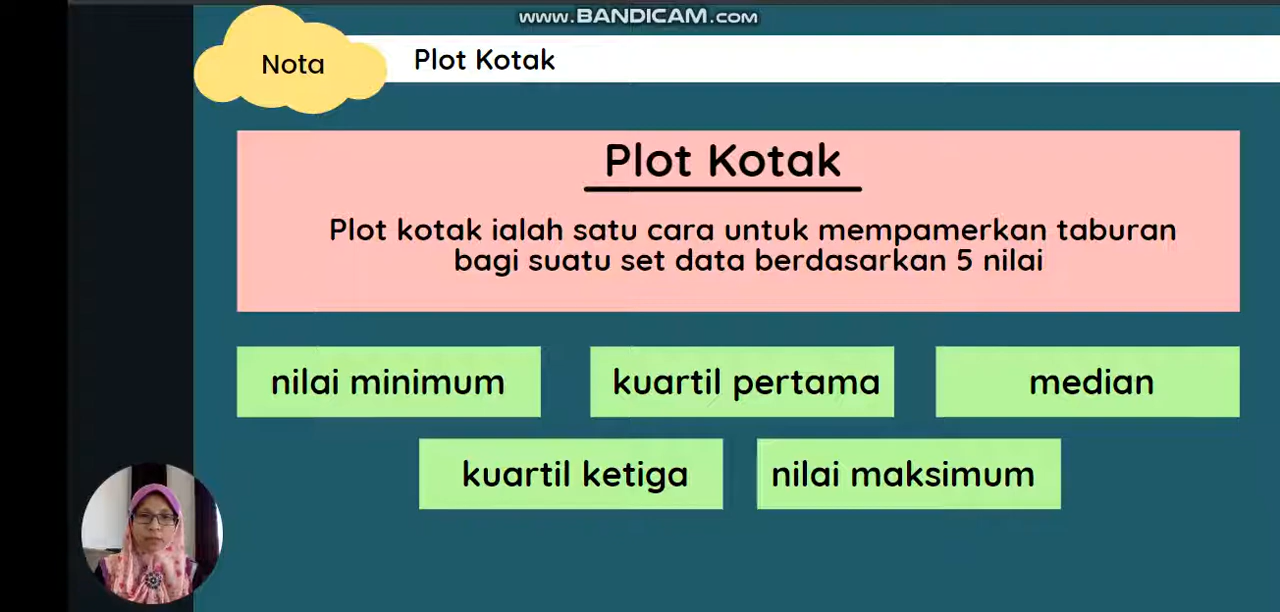 www.BANDICAM.com
Nota
Plot Kotak
Plot Kotak
Plot kotak ialah satu cara untuk mempamerkan taburan
bagi suatu set data berdasarkan 5 nilai
nilai minimum
kuartil pertama
median
kuartil ketiga
nilai maksimum